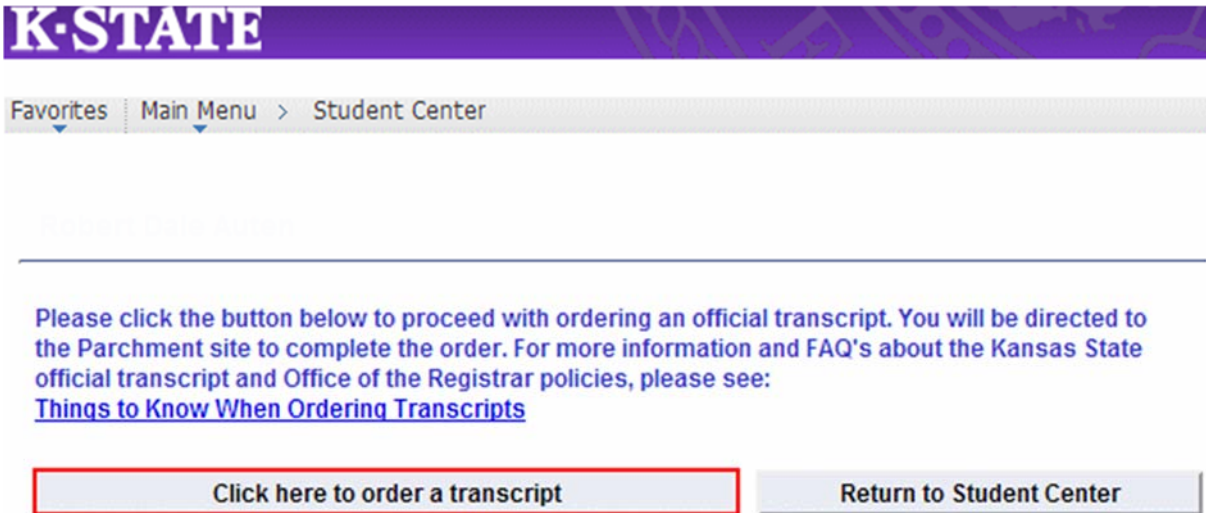 K·STATE
Favorites Main Menu > Student Center
Please click the button below to proceed with ordering an official transcript. You will be directed to
the Parchment site to complete the order. For more information and FAQ's about the Kansas State
official transcript and Office of the Registrar policies, please see:
Things to Know When Ordering Transcripts
Click here to order a transcript Return to Student Center